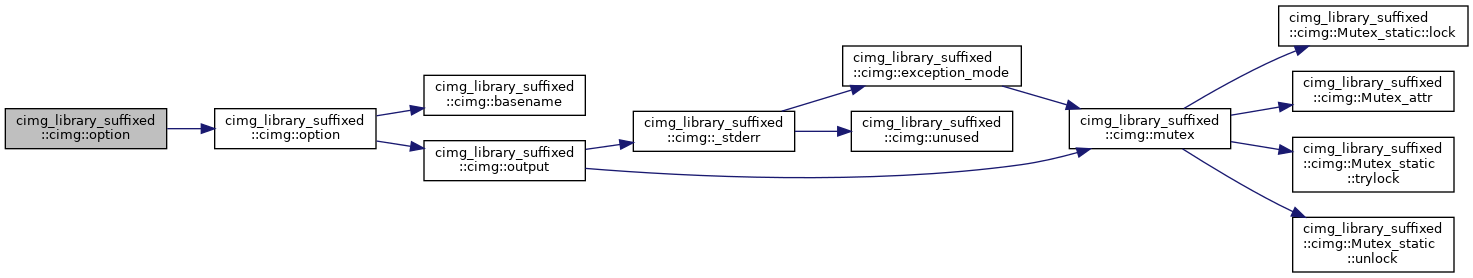 cimg_library_suffixed
::cimg::option
cimg_library_suffixed
::cimg::option
cimg_library_suffixed
::cimg::basename
cimg_library_suffixed
::cimg::output
cimg_library_suffixed
::cimg::_stderr
cimg_library_suffixed
::cimg::exception_mode
cimg_library_suffixed
::cimg::unused
cimg_library_suffixed
::cimg::mutex
cimg_library_suffixed
::cimg::Mutex_static::lock
cimg_library_suffixed
::cimg::Mutex_attr
cimg_library_suffixed
::cimg::Mutex_static
::trylock
cimg_library_suffixed
::cimg::Mutex_static
::unlock